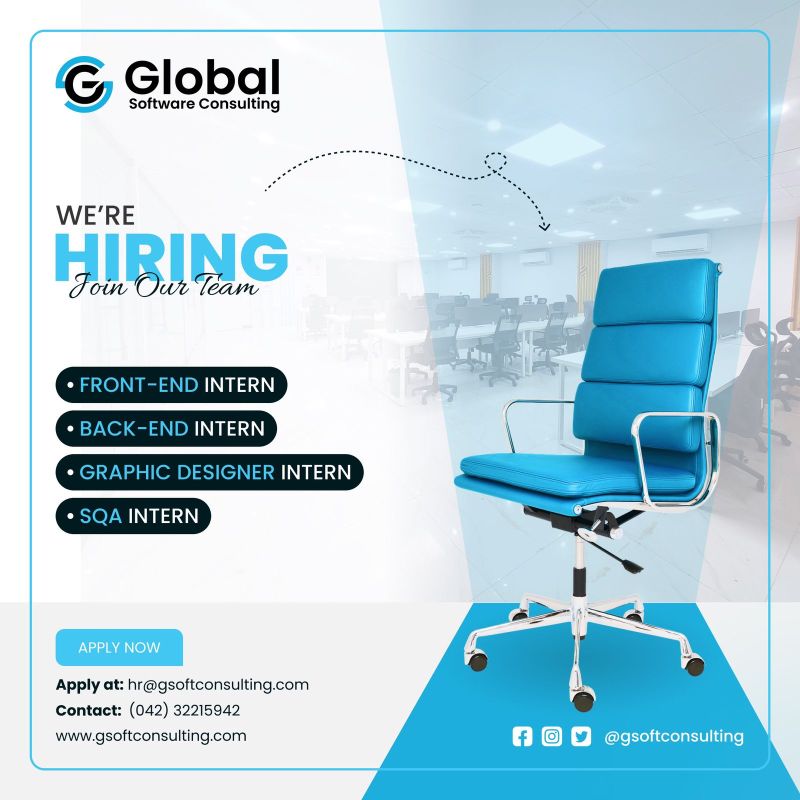 Global
Software Consulting
WE'RE
HIRING
Join Our Team
• FRONT-END INTERN
• BACK-END INTERN
• GRAPHIC DESIGNER INTERN
• SQA INTERN
APPLY NOW
Apply at: hr@gsoftconsulting.com
Contact: (042) 32215942
www.gsoftconsulting.com
@gsoftconsulting